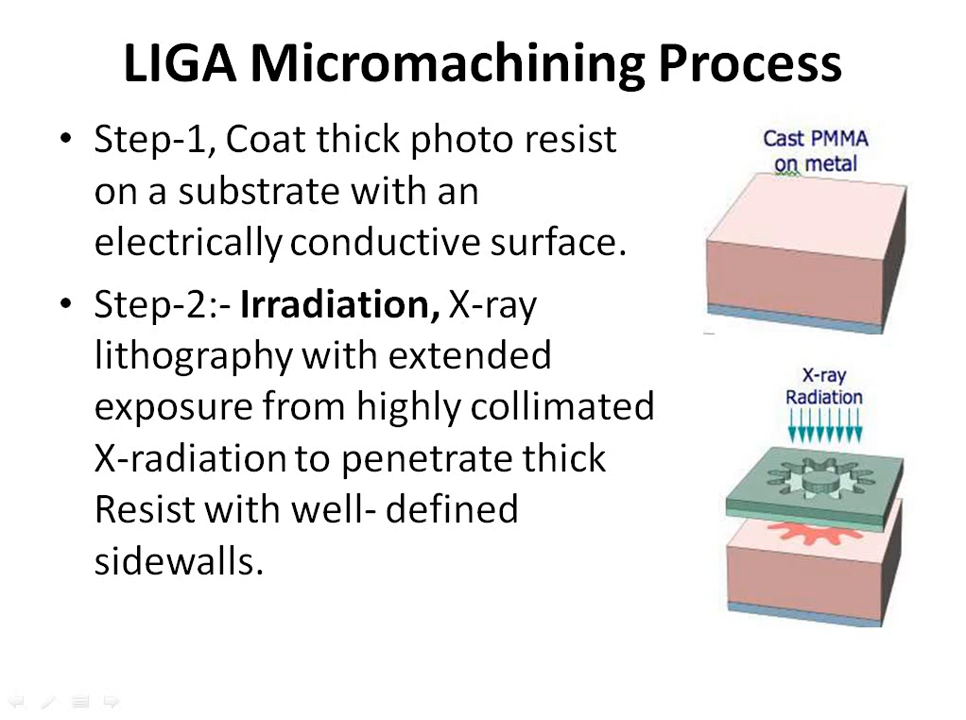 LIGA Micromachining Process
• Step-1, Coat thick photo resist
on a substrate with an
electrically conductive surface.
• Step-2:- Irradiation, X-ray
lithography with extended
exposure from highly collimated
X-radiation to penetrate thick
Resist with well- defined
sidewalls.
Cast PMMA
on metal
X-ray
Radiation